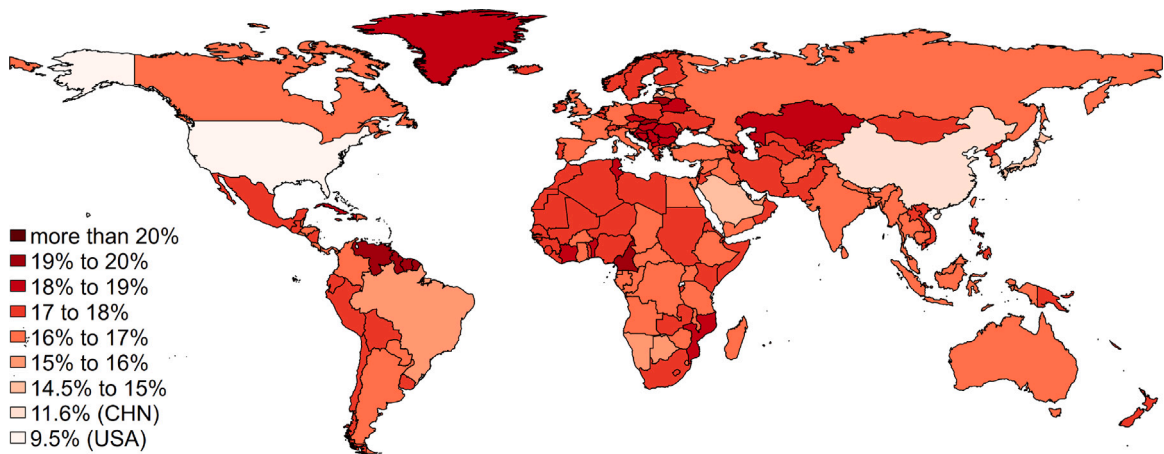 more than 20%
19% to 20%
18% to 19%
17 to 18%
16% to 17%
15% to 16%
14.5% to 15%
11.6% (CHN)
9.5% (USA)